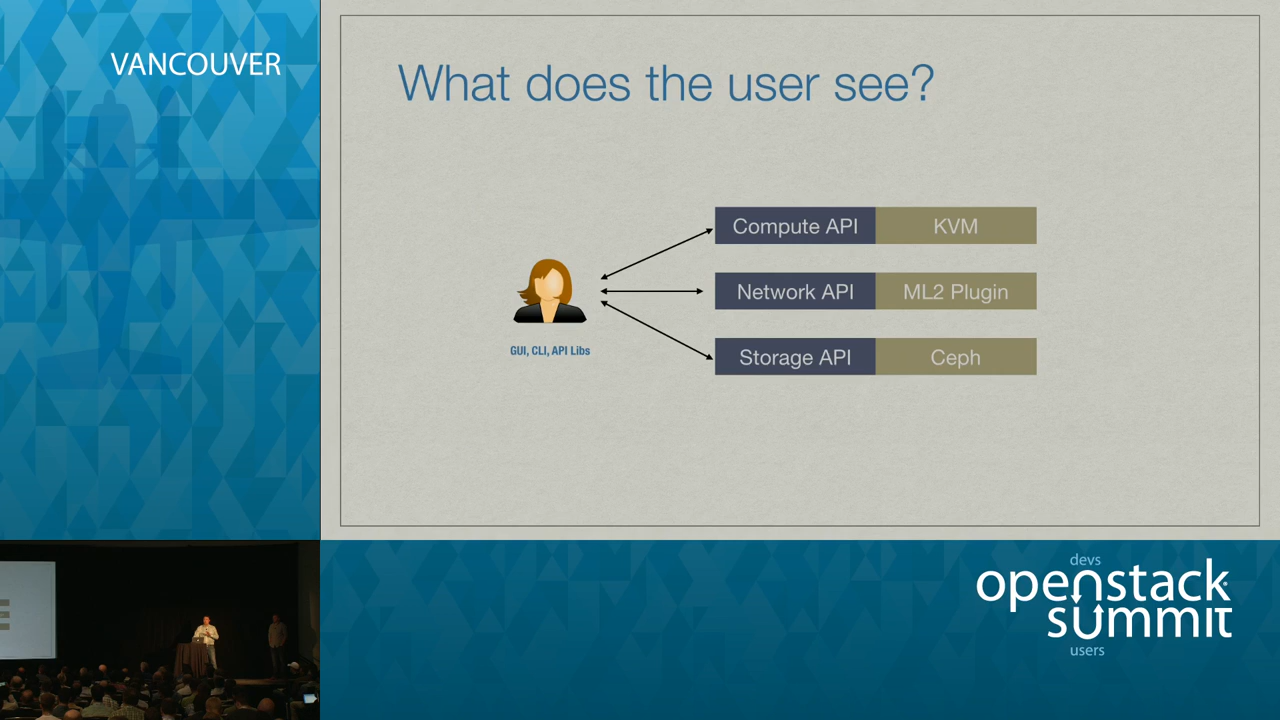 VANCOUVER
What does the user see?
Compute API KVM
Network API ML2 Plugin
Storage API Ceph
GUI, CLI, API Libs
devs
openstack
summit
users